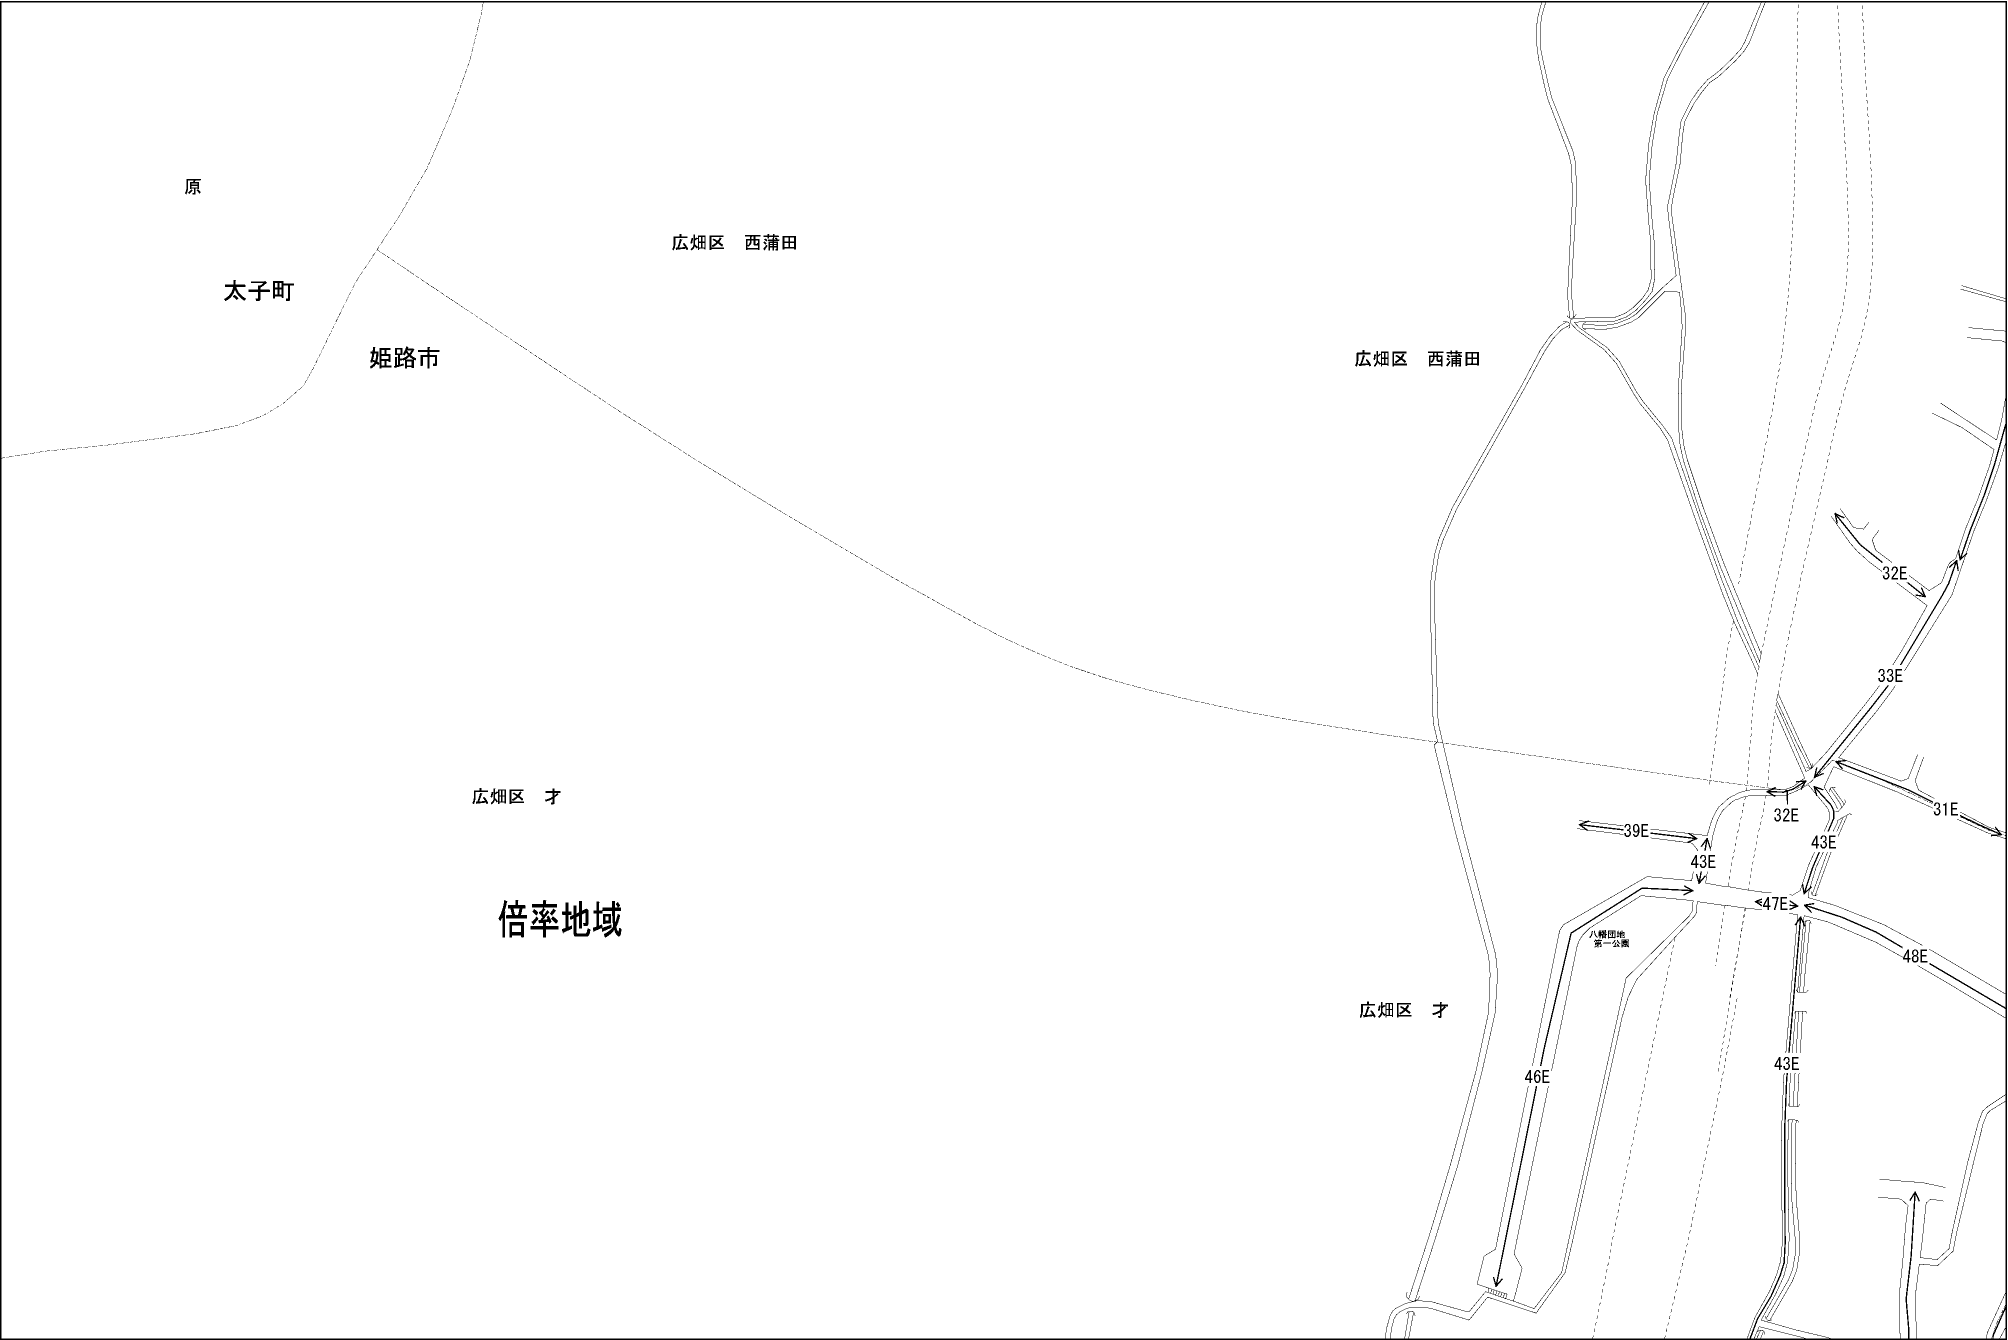 原
広畑区　西蒲田
太子町
姫路市
広畑区　西蒲田
32E
33E
広畑区　才
31E
32E
39E
43E
43E
47E
倍率地域
八幡団地
第一公園
48E
広畑区　才
43E
46E